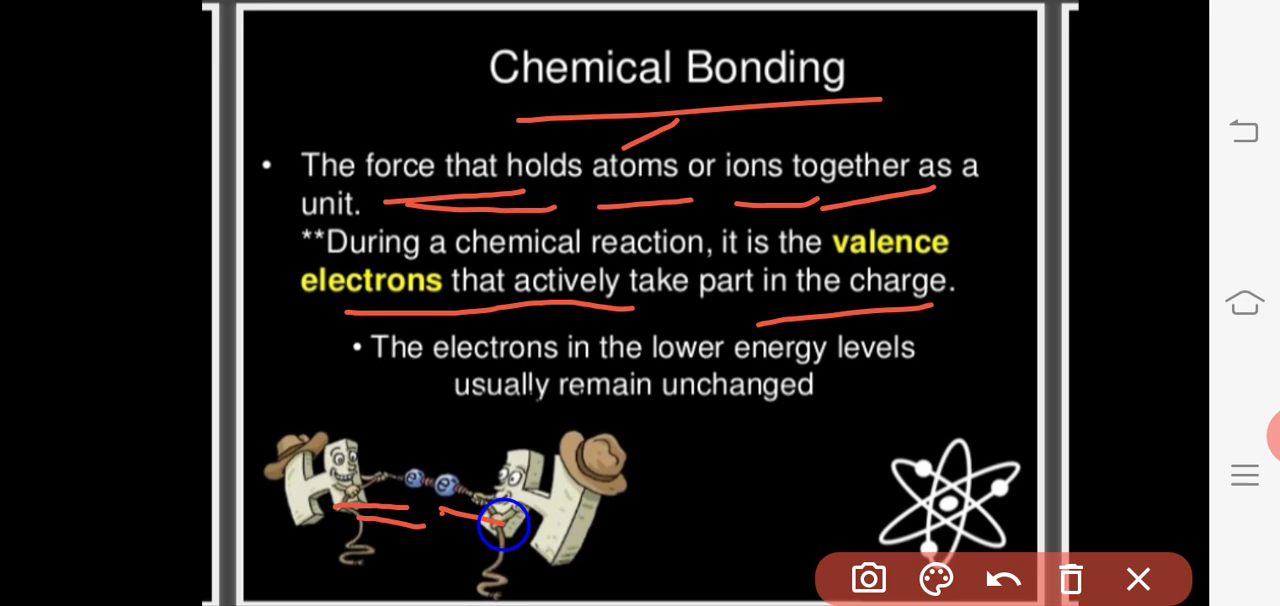 Chemical Bonding
• The force that holds atoms or ions together as a
unit.
**During a chemical reaction, it is the valence
electrons that actively take part in the charge.
• The electrons in the lower energy levels
usually remain unchanged
H e- e- H